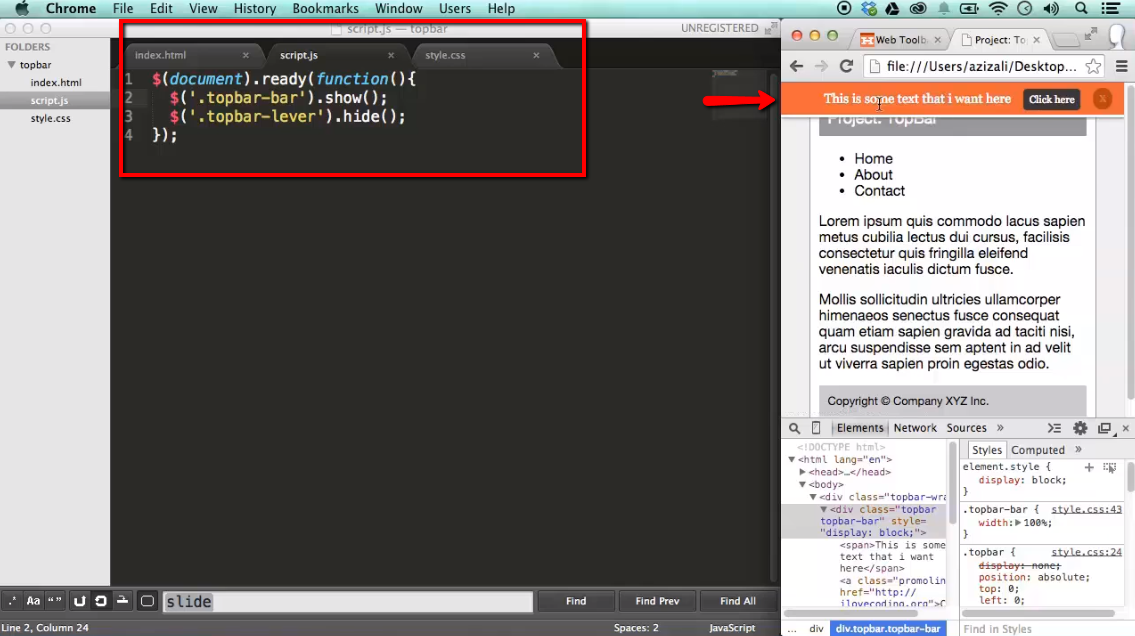 Chrome File Edit View History Bookmarks Window Users Help
script.js — topbar
UNREGISTERED
FOLDERS
topbar
index.html
script.js
style.css
index.html × script.js × style.css ×
1 $(document).ready(function(){
2 $('.topbar-bar').show();
3 $('.topbar-lever').hide();
4 });
Web Toolb × Project: To ×
file:///Users/azizali/Desktop...
This is some text that i want here Click here X
Project: TopBar
• Home
• About
• Contact
Lorem ipsum quis commodo lacus sapien
metus cubilia lectus dui cursus, facilisis
consectetur quis fringilla eleifend
venenatis iaculis dictum fusce.
Mollis sollicitudin ultricies ullamcorper
himenaeos senectus fusce consequat
quam etiam sapien gravida ad taciti nisi,
arcu suspendisse sem aptent in ad velit
ut viverra sapien proin egestas odio.
Copyright © Company XYZ Inc.
Elements Network Sources »
<!DOCTYPE html>
<html lang="en">
<head>…</head>
<body>
<div class="topbar-wra
<div class="topbar
topbar-bar" style=
"display: block;">
<span>This is some
text that i want
here</span>
<a class="promolin
href="http://
ilovecoding.org">C
Styles Computed »
element.style {
display: block;
}
.topbar-bar { style.css:43
width: 100%;
}
.topbar { style.css:24
display: none;
position: absolute;
top: 0;
left: 0;
... div div.topbar.topbar-bar
Find in Styles
.* Aa “ ” slide Find Find Prev Find All
Line 2, Column 24 Spaces: 2 JavaScript